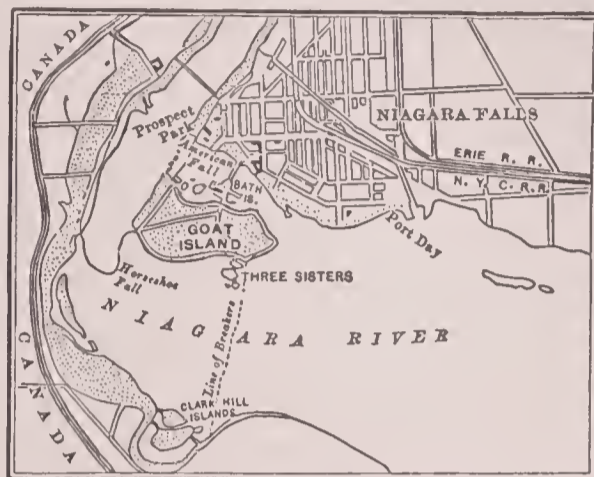 CANADA
Prospect
Park
American
Fall
NIAGARA FALLS
ERIE R. R.
N. Y. C. R.R.
BATH
IS.
GOAT
ISLAND
Port Day
Horseshoe
Fall
THREE SISTERS
NIAGARA RIVER
Line of Breakers
CLARK HILL
ISLANDS
CANADA